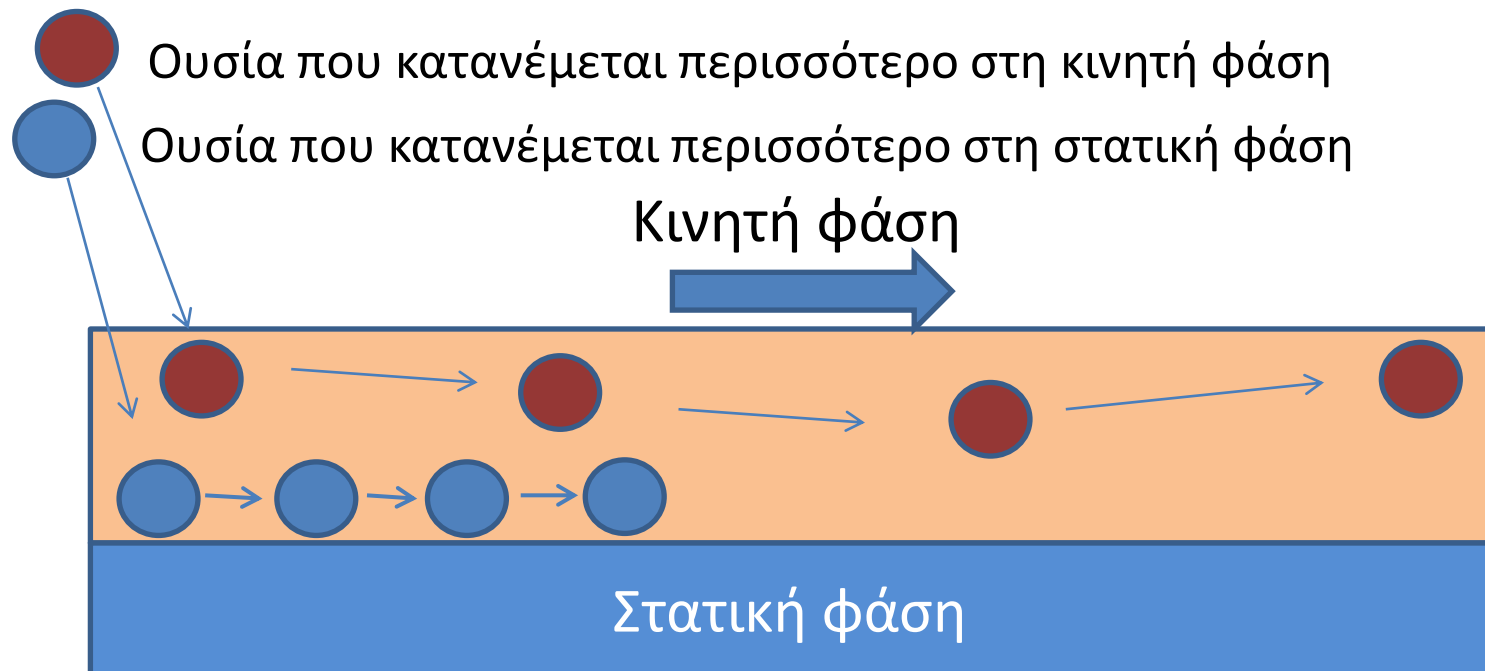 Ουσία που κατανέμεται περισσότερο στη κινητή φάση
Ουσία που κατανέμεται περισσότερο στη στατική φάση
Κινητή φάση
Στατική φάση